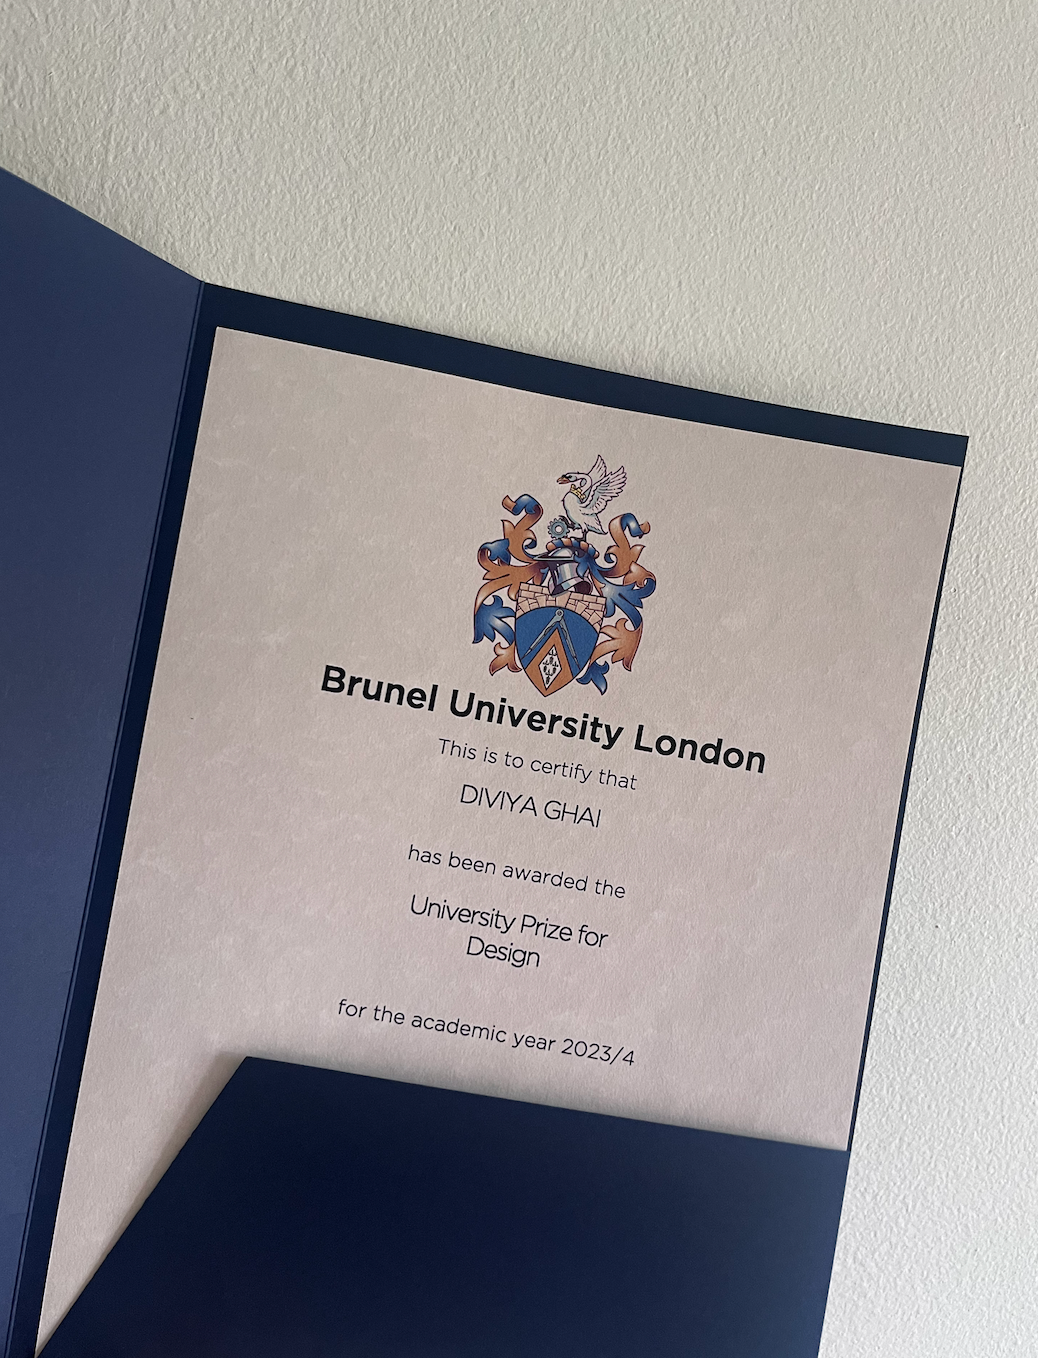 Brunel University London
This is to certify that
DIVIYA GHAI
has been awarded the
University Prize for
Design
for the academic year 2023/4